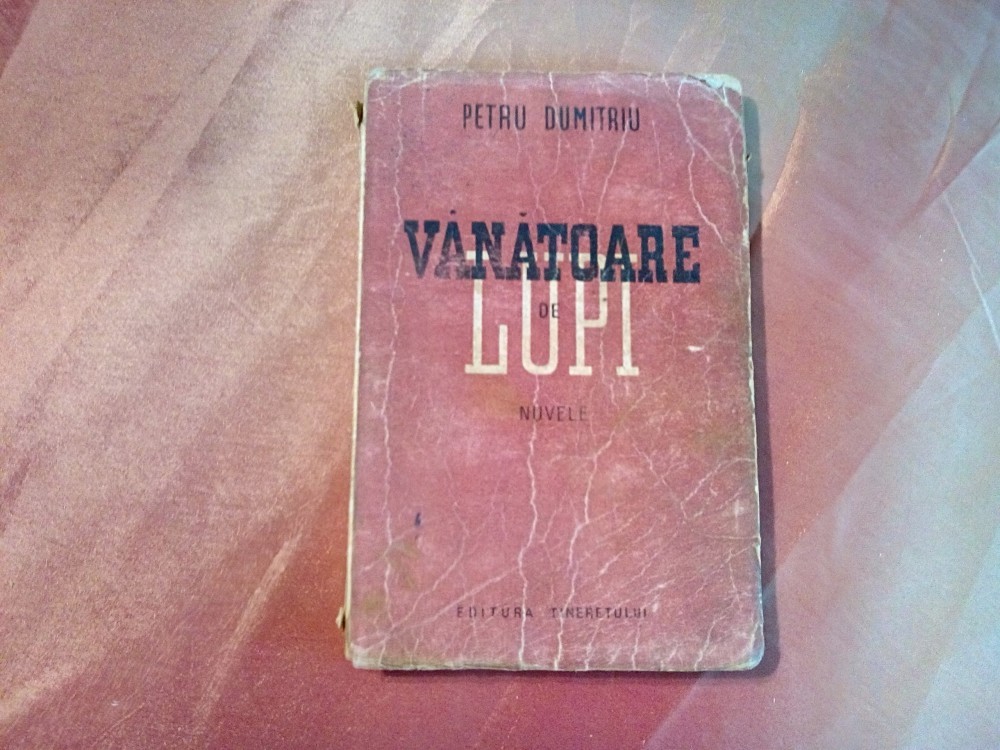 PETRU DUMITRIU
VÂNĂTOARE
DE
LUPI
NUVELE
EDITURA TINERETULUI